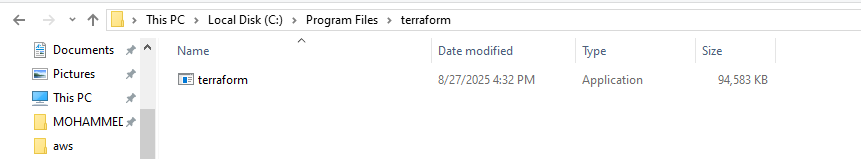 This PC > Local Disk (C:) > Program Files > terraform
Documents
Pictures
This PC
MOHAMMED
aws
Name Date modified Type Size
terraform 8/27/2025 4:32 PM Application 94,583 KB